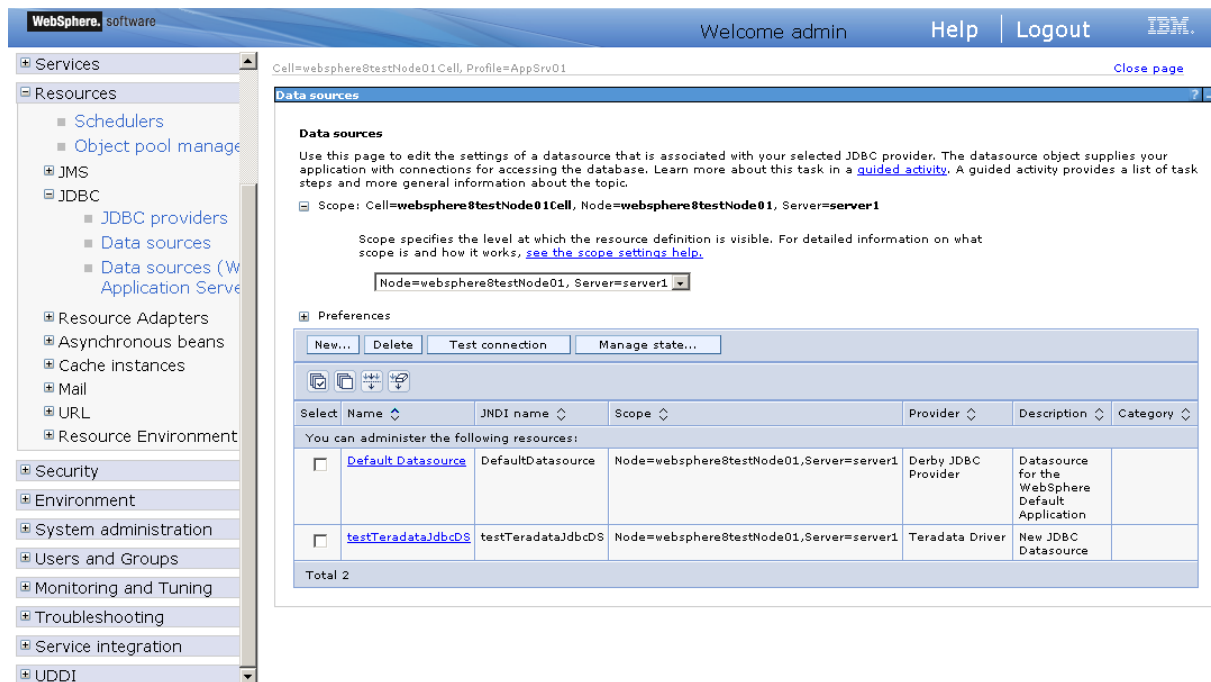 WebSphere. software
Welcome admin
Help
Logout
IBM.
Services
Resources
Schedulers
Object pool manage
JMS
JDBC
JDBC providers
Data sources
Data sources (W
Application Serve
Resource Adapters
Asynchronous beans
Cache instances
Mail
URL
Resource Environment
Security
Environment
System administration
Users and Groups
Monitoring and Tuning
Troubleshooting
Service integration
UDDI
Cell=websphere8testNode01Cell, Profile=AppSrv01
Close page
Data sources
?
Data sources
Use this page to edit the settings of a datasource that is associated with your selected JDBC provider. The datasource object supplies your
application with connections for accessing the database. Learn more about this task in a guided activity. A guided activity provides a list of task
steps and more general information about the topic.
Scope: Cell=websphere8testNode01Cell, Node=websphere8testNode01, Server=server1
Scope specifies the level at which the resource definition is visible. For detailed information on what
scope is and how it works, see the scope settings help.
Node=websphere8testNode01, Server=server1
Preferences
New...
Delete
Test connection
Manage state...
Select
Name
JNDI name
Scope
Provider
Description
Category
You can administer the following resources:
Default Datasource
DefaultDatasource
Node=websphere8testNode01,Server=server1
Derby JDBC
Provider
Datasource
for the
WebSphere
Default
Application
testTeradataJdbcDS
testTeradataJdbcDS
Node=websphere8testNode01,Server=server1
Teradata Driver
New JDBC
Datasource
Total 2